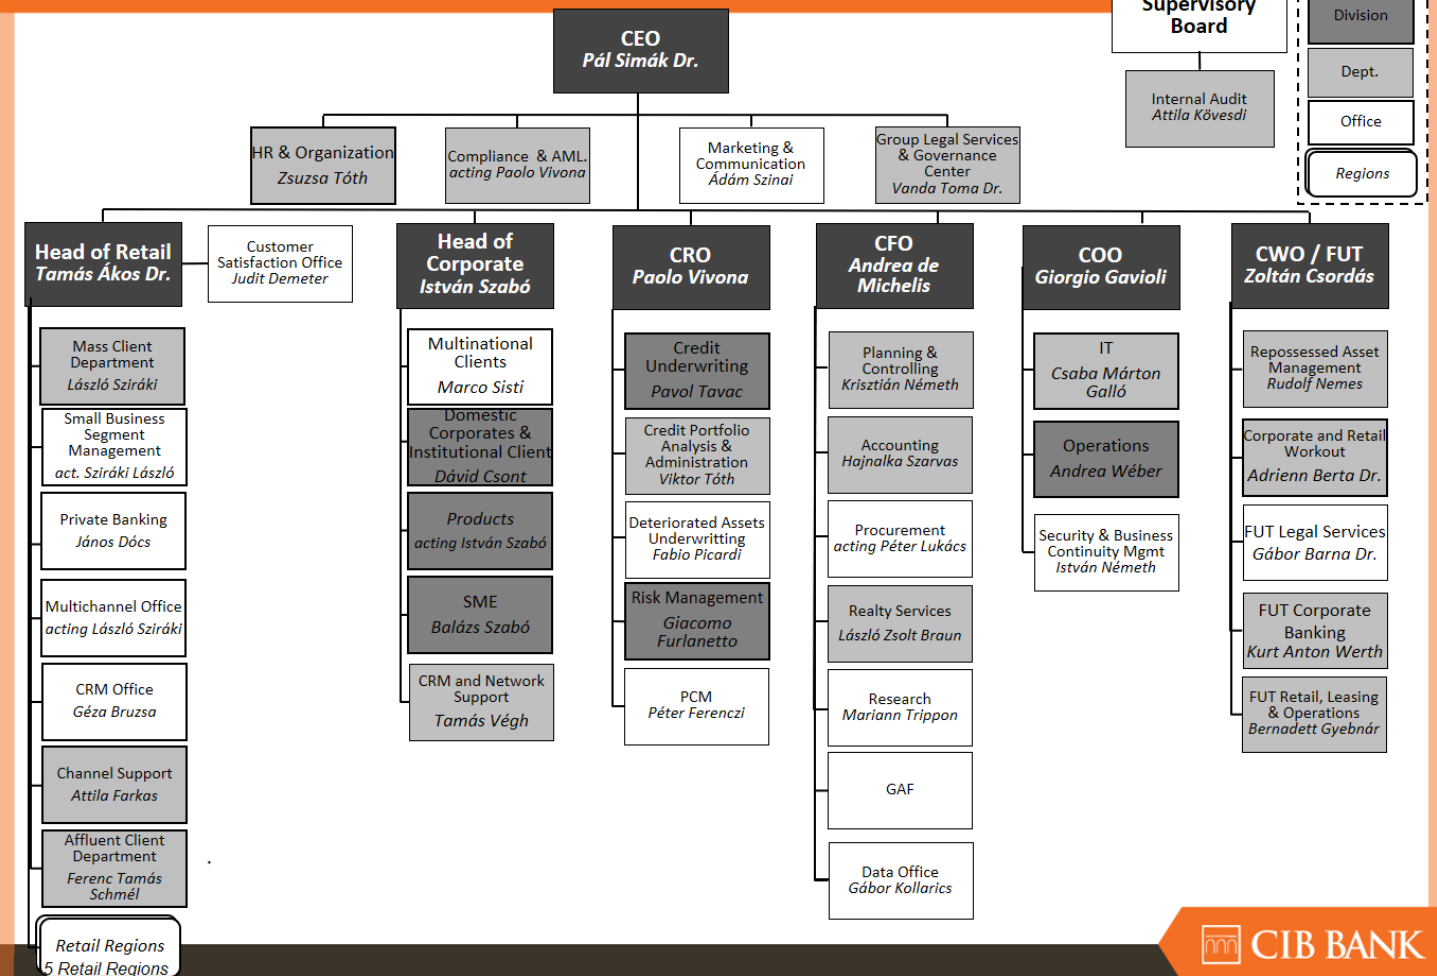 Supervisory
Board
Division
Dept.
Office
Regions
CEO
Pál Simák Dr.
Internal Audit
Attila Kövesdi
HR & Organization
Zsuzsa Tóth
Compliance & AML.
acting Paolo Vivona
Marketing &
Communication
Ádám Szinai
Group Legal Services
& Governance
Center
Vanda Toma Dr.
Head of Retail
Tamás Ákos Dr.
Customer
Satisfaction Office
Judit Demeter
Head of
Corporate
István Szabó
CRO
Paolo Vivona
CFO
Andrea de
Michelis
COO
Giorgio Gavioli
CWO / FUT
Zoltán Csordás
Mass Client
Department
László Sziráki
Small Business
Segment
Management
act. Sziráki László
Private Banking
János Dócs
Multichannel Office
acting László Sziráki
CRM Office
Géza Bruzsa
Channel Support
Attila Farkas
Affluent Client
Department
Ferenc Tamás
Schmél
Retail Regions
5 Retail Regions
Multinational
Clients
Marco Sisti
Domestic
Corporates &
Institutional Client
Dávid Csont
Products
acting István Szabó
SME
Balázs Szabó
CRM and Network
Support
Tamás Végh
Credit
Underwriting
Pavol Tavac
Credit Portfolio
Analysis &
Administration
Viktor Tóth
Deteriorated Assets
Underwritting
Fabio Picardi
Risk Management
Giacomo
Furlanetto
PCM
Péter Ferenczi
Planning &
Controlling
Krisztián Németh
Accounting
Hajnalka Szarvas
Procurement
acting Péter Lukács
Realty Services
László Zsolt Braun
Research
Mariann Trippon
GAF
Data Office
Gábor Kollarics
IT
Csaba Márton
Galló
Operations
Andrea Wéber
Security & Business
Continuity Mgmt
István Németh
Repossessed Asset
Management
Rudolf Nemes
Corporate and Retail
Workout
Adrienn Berta Dr.
FUT Legal Services
Gábor Barna Dr.
FUT Corporate
Banking
Kurt Anton Werth
FUT Retail, Leasing
& Operations
Bernadett Gyebnár
CIB BANK